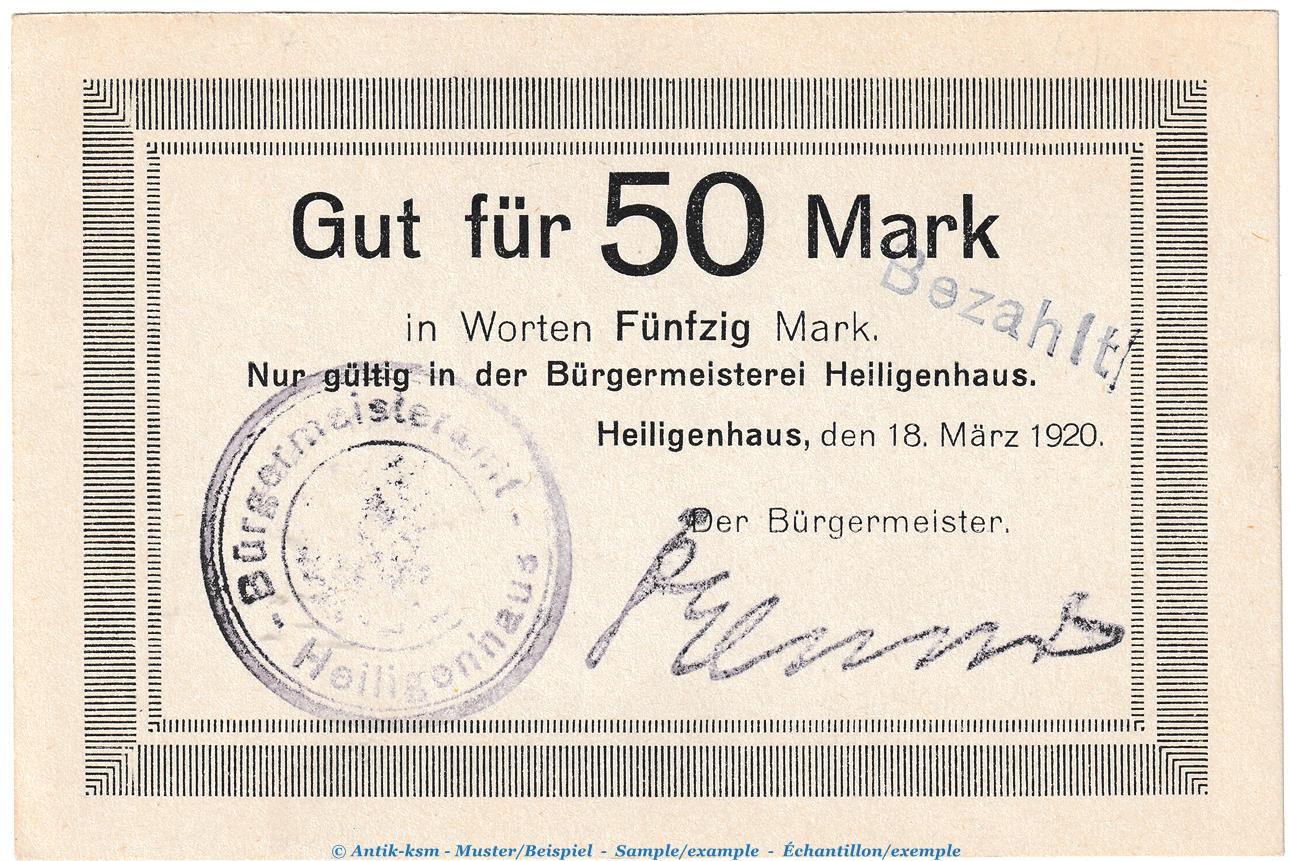 Gut für 50 Mark
Bezahlt!
in Worten Fünfzig Mark.
Nur gültig in der Bürgermeisterei Heiligenhaus.
Heiligenhaus, den 18. März 1920.
- Bürgermeisteramt -
Heiligenhaus
Der Bürgermeister.
© Antik-ksm - Muster/Beispiel - Sample/example - Échantillon/exemple